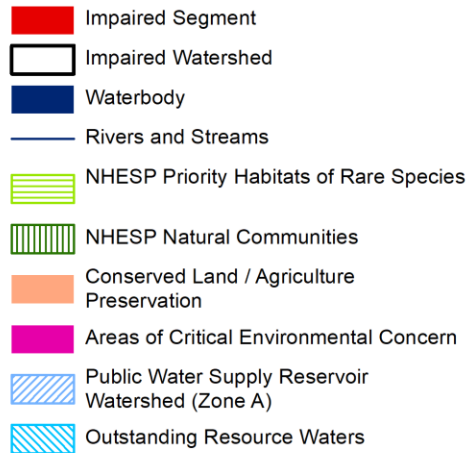 Impaired Segment
Impaired Watershed
Waterbody
Rivers and Streams
NHESP Priority Habitats of Rare Species
NHESP Natural Communities
Conserved Land / Agriculture
Preservation
Areas of Critical Environmental Concern
Public Water Supply Reservoir
Watershed (Zone A)
Outstanding Resource Waters